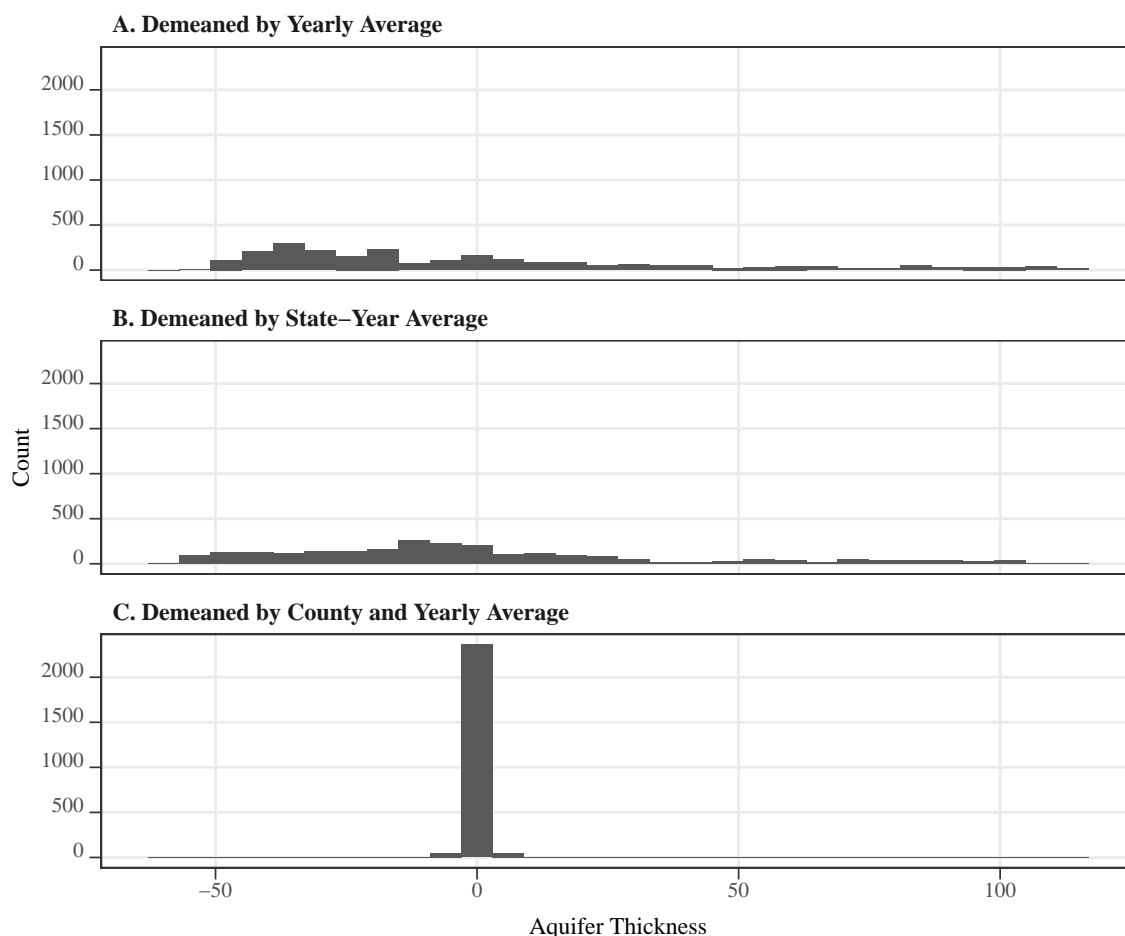 A. Demeaned by Yearly Average
2000
1500
1000
500
0
B. Demeaned by State−Year Average
2000
1500
1000
500
0
Count
C. Demeaned by County and Yearly Average
2000
1500
1000
500
0
−50 0 50 100
Aquifer Thickness